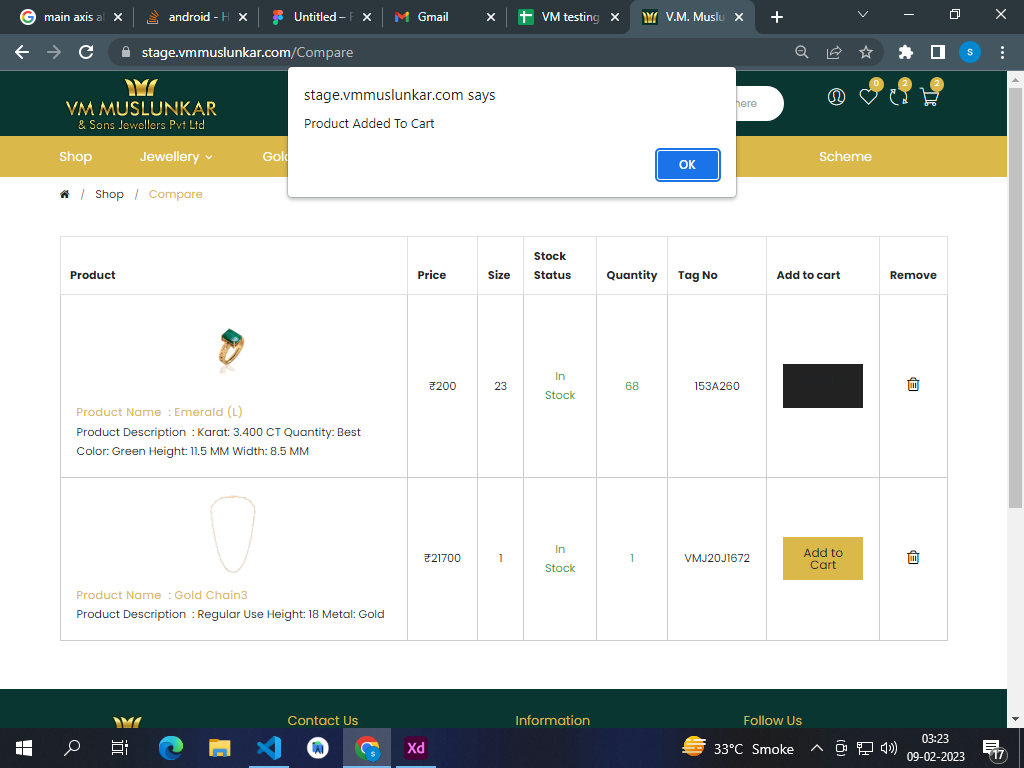 main axis al
android - H
Untitled – F
Gmail
VM testing
V.M. Muslu
stage.vmmuslunkar.com/Compare
S
stage.vmmuslunkar.com says
Product Added To Cart
OK
VM MUSLUNKAR
& Sons Jewellers Pvt Ltd
here
0
2
2
Shop
Jewellery
Gold
Scheme
/ Shop / Compare
Product
Price
Size
Stock
Status
Quantity
Tag No
Add to cart
Remove
Product Name : Emerald (L)
Product Description : Karat: 3.400 CT Quantity: Best
Color: Green Height: 11.5 MM Width: 8.5 MM
₹200
23
In
Stock
68
153A260
Product Name : Gold Chain3
Product Description : Regular Use Height: 18 Metal: Gold
₹21700
1
In
Stock
1
VMJ20J1672
Add to
Cart
Contact Us
Information
Follow Us
Xd
33°C Smoke
03:23
09-02-2023
17